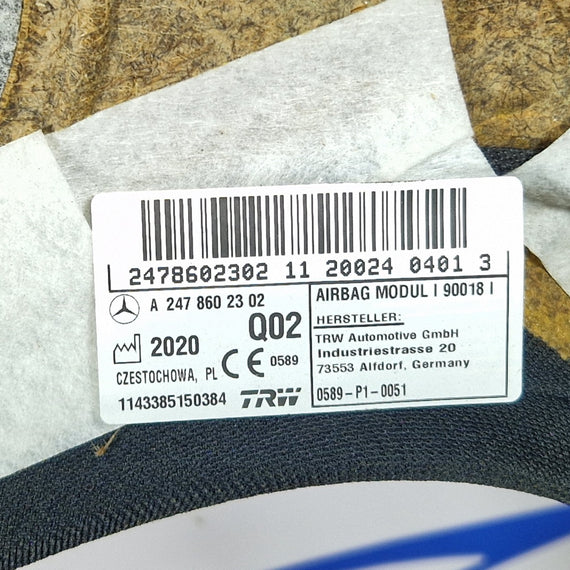 2478602302 11 20024 0401 3
A 247 860 23 02
Q02
2020
CZESTOCHOWA, PL
CE 0589
1143385150384 TRW
AIRBAG MODUL I 90018 I
HERSTELLER:
TRW Automotive GmbH
Industriestrasse 20
73553 Alfdorf, Germany
0589-P1-0051